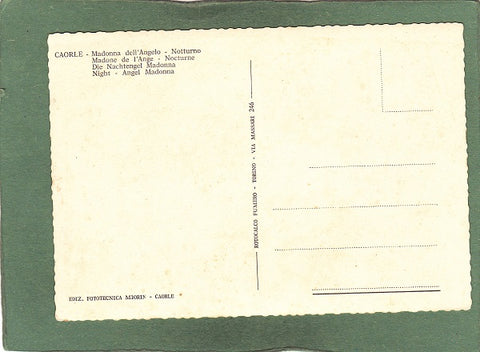 CAORLE - Madonna dell'Angelo - Notturno
Madone de l'Ange - Nocturne
Die Nachtengel Madonna
Night - Angel Madonna
ROTOCALCO FUMERO - TORINO - VIA MASSARI 246
EDIZ. FOTOTECNICA MIORIN - CAORLE